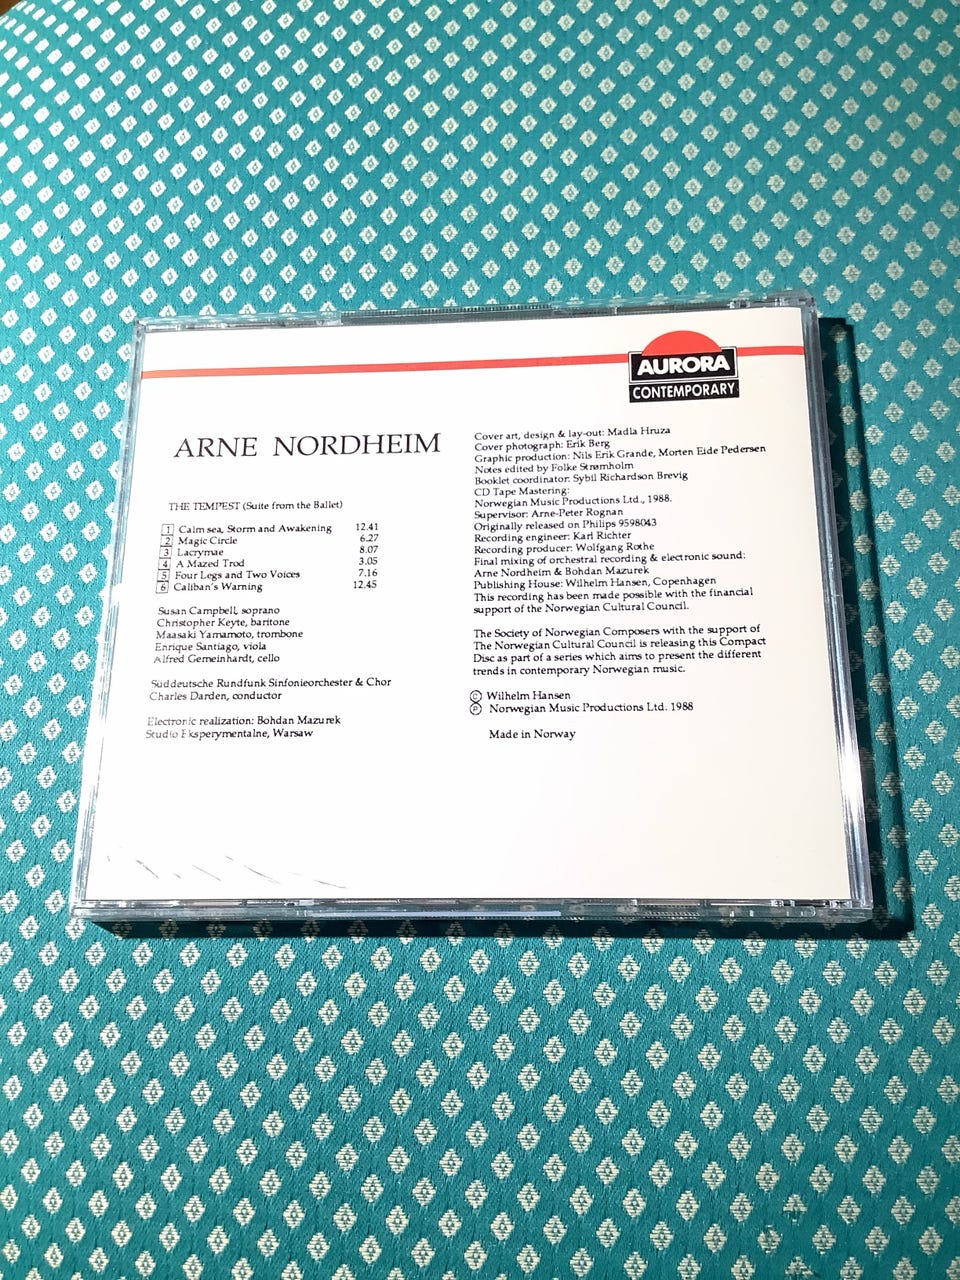 AURORA
CONTEMPORARY
ARNE NORDHEIM
THE TEMPEST (Suite from the Ballet)
1 Calm sea, Storm and Awakening 12.41
2 Magic Circle 6.27
3 Lacrymae 8.07
4 A Mazed Trod 3.05
5 Four Legs and Two Voices 7.16
6 Caliban's Warning 12.45
Susan Campbell, soprano
Christopher Keyte, baritone
Maasaki Yamamoto, trombone
Enrique Santiago, viola
Alfred Gemeinhardt, cello
Süddeutsche Rundfunk Sinfonieorchester & Chor
Charles Darden, conductor
Electronic realization: Bohdan Mazurek
Studio Eksperymentalne, Warsaw
Cover art, design & lay-out: Madla Hruza
Cover photograph: Erik Berg
Graphic production: Nils Erik Grande, Morten Eide Pedersen
Notes edited by Folke Strømholm
Booklet coordinator: Sybil Richardson Brevig
CD Tape Mastering:
Norwegian Music Productions Ltd., 1988.
Supervisor: Arne-Peter Rognan
Originally released on Philips 9598043
Recording engineer: Karl Richter
Recording producer: Wolfgang Rothe
Final mixing of orchestral recording & electronic sound:
Arne Nordheim & Bohdan Mazurek
Publishing House: Wilhelm Hansen, Copenhagen
This recording has been made possible with the financial
support of the Norwegian Cultural Council.
The Society of Norwegian Composers with the support of
The Norwegian Cultural Council is releasing this Compact
Disc as part of a series which aims to present the different
trends in contemporary Norwegian music.
© Wilhelm Hansen
℗ Norwegian Music Productions Ltd. 1988
Made in Norway